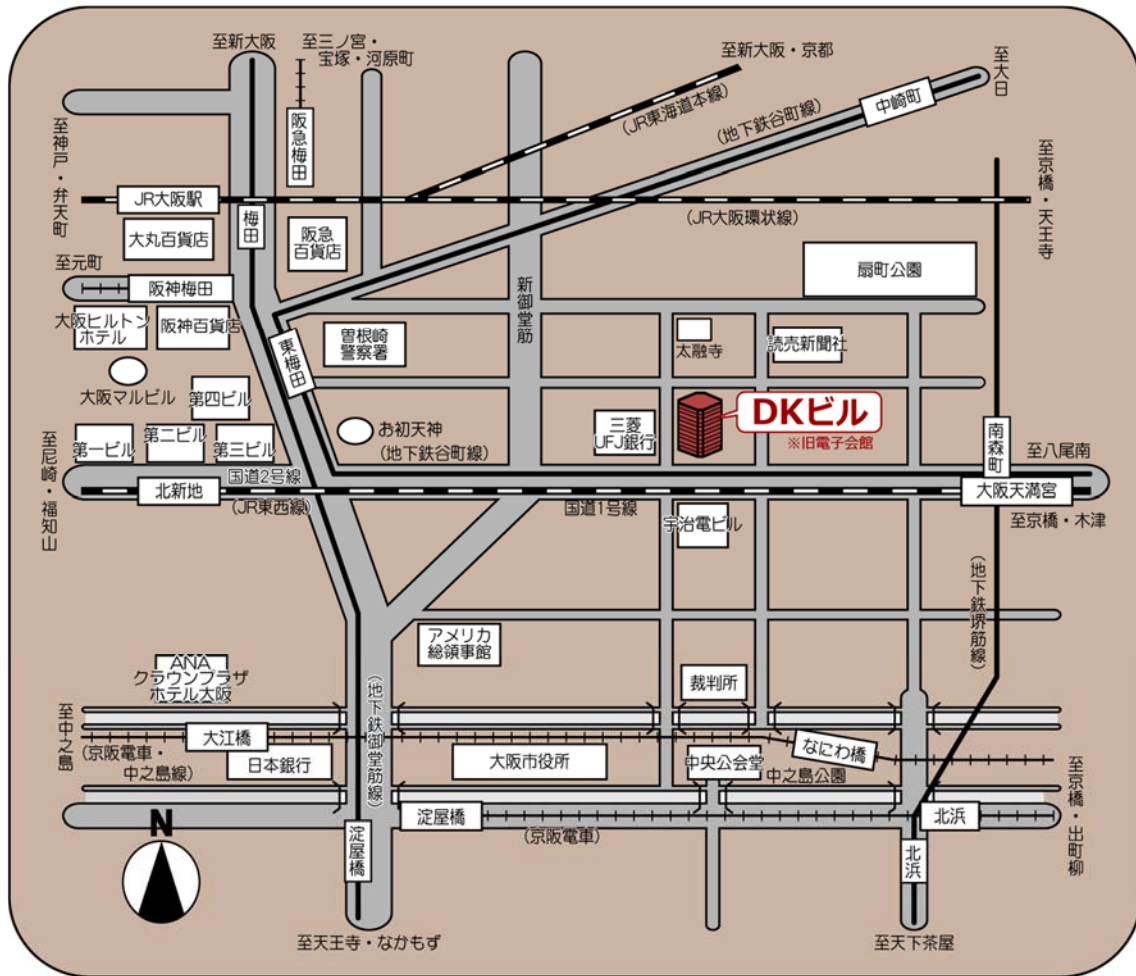 至新大阪
至三ノ宮・
宝塚・河原町
至新大阪・京都
至大日
至神戸・弁天町
阪急梅田
(JR東海道本線)
(地下鉄谷町線)
中崎町
至京橋・天王寺
JR大阪駅
梅田
(JR大阪環状線)
大丸百貨店
阪急
百貨店
至元町
阪神梅田
新御堂筋
扇町公園
大阪ヒルトン
ホテル
阪神百貨店
東梅田
曽根崎
警察署
太融寺
読売新聞社
大阪マルビル
第四ビル
お初天神
(地下鉄谷町線)
三菱
UFJ銀行
DKビル
※旧電子会館
南森町
至八尾南
至尼崎・福知山
第一ビル
第二ビル
第三ビル
国道2号線
北新地
(JR東西線)
国道1号線
大阪天満宮
至京橋・木津
宇治電ビル
(地下鉄堺筋線)
アメリカ
総領事館
ANA
クラウンプラザ
ホテル大阪
裁判所
至中之島
大江橋
(京阪電車・
中之島線)
日本銀行
(地下鉄御堂筋線)
大阪市役所
中央公会堂
なにわ橋
中之島公園
至京橋・出町柳
N
淀屋橋
淀屋橋
(京阪電車)
北浜
北浜
至天王寺・なかもず
至天下茶屋